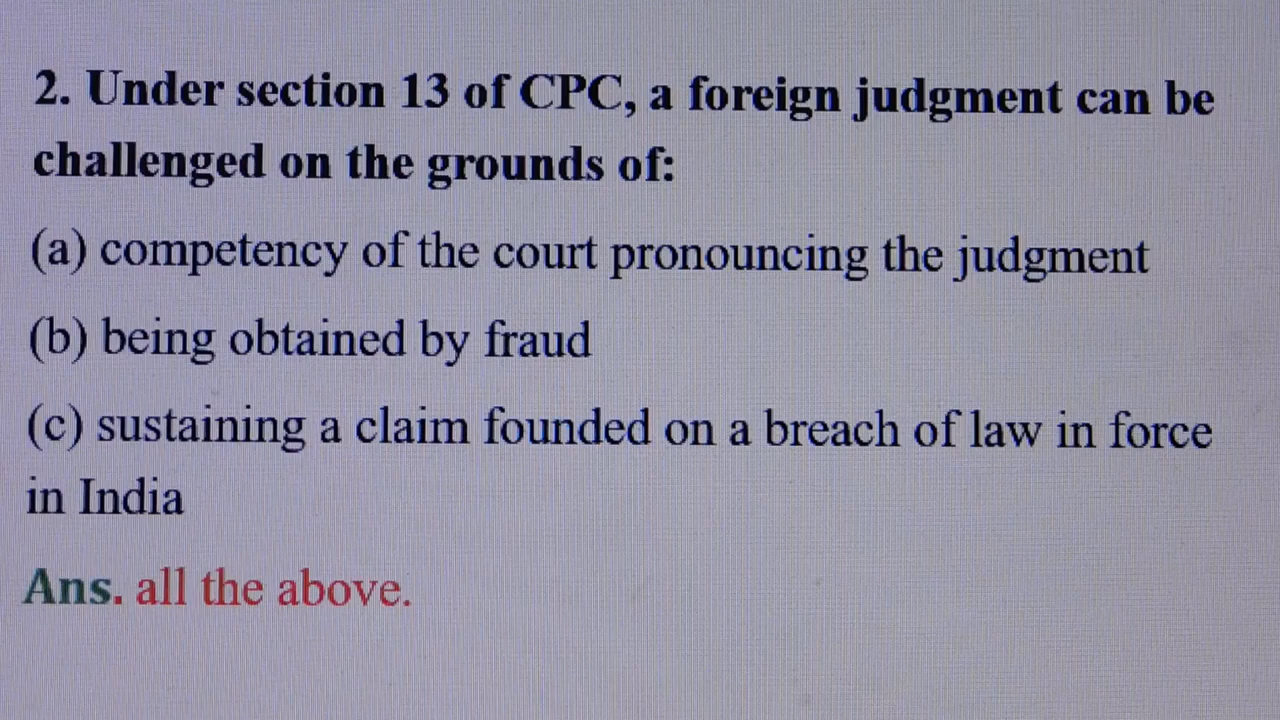 2. Under section 13 of CPC, a foreign judgment can be
challenged on the grounds of:
(a) competency of the court pronouncing the judgment
(b) being obtained by fraud
(c) sustaining a claim founded on a breach of law in force
in India
Ans. all the above.